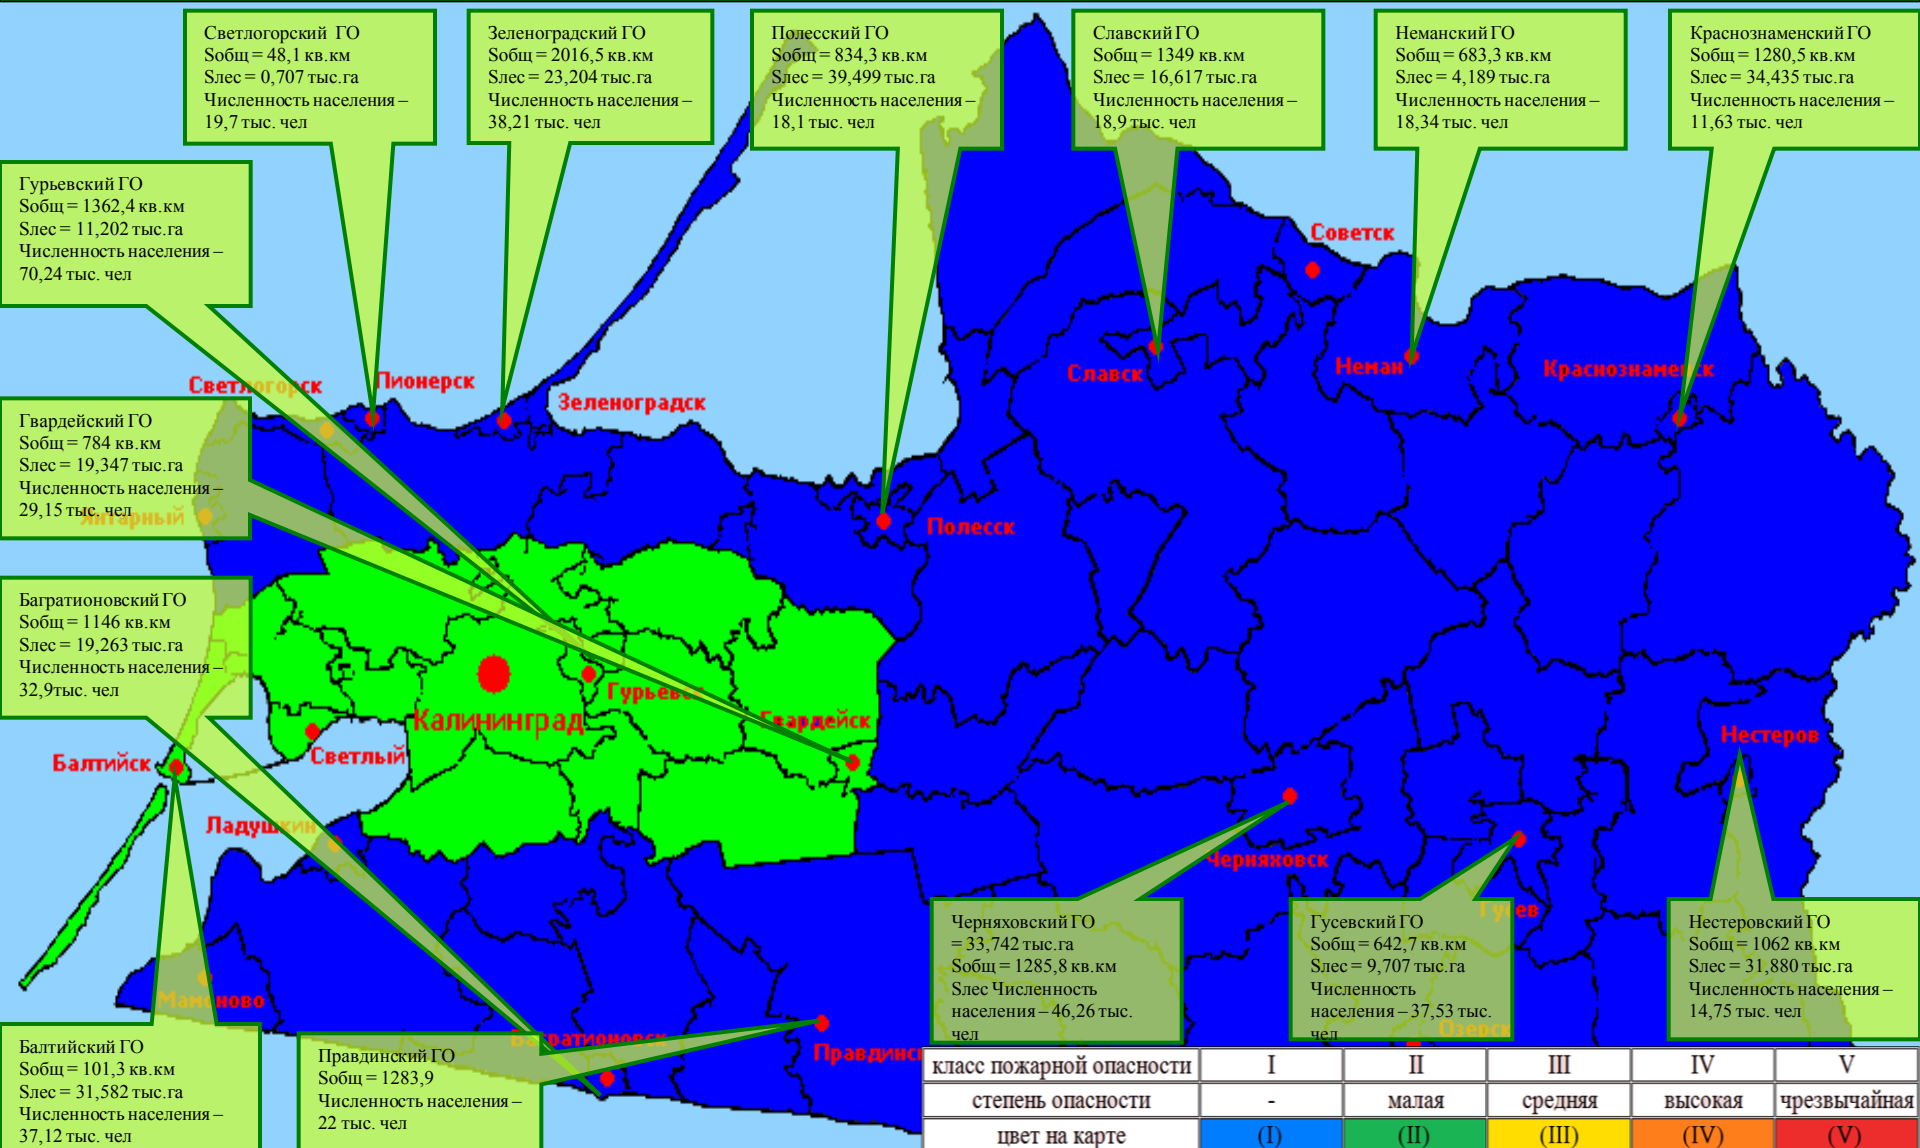 Светлогорский ГО
Sобщ = 48,1 кв.км
Sлес = 0,707 тыс.га
Численность населения –
19,7 тыс. чел
Зеленоградский ГО
Sобщ = 2016,5 кв.км
Sлес = 23,204 тыс.га
Численность населения –
38,21 тыс. чел
Полесский ГО
Sобщ = 834,3 кв.км
Sлес = 39,499 тыс.га
Численность населения –
18,1 тыс. чел
Славский ГО
Sобщ = 1349 кв.км
Sлес = 16,617 тыс.га
Численность населения –
18,9 тыс. чел
Неманский ГО
Sобщ = 683,3 кв.км
Sлес = 4,189 тыс.га
Численность населения –
18,34 тыс. чел
Краснознаменский ГО
Sобщ = 1280,5 кв.км
Sлес = 34,435 тыс.га
Численность населения –
11,63 тыс. чел
Гурьевский ГО
Sобщ = 1362,4 кв.км
Sлес = 11,202 тыс.га
Численность населения –
70,24 тыс. чел
Советск
Славск
Неман
Краснознаменск
Светлогорск
Пионерск
Зеленоградск
Гвардейский ГО
Sобщ = 784 кв.км
Sлес = 19,347 тыс.га
Численность населения –
29,15 тыс. чел
Янтарный
Полесск
Багратионовский ГО
Sобщ = 1146 кв.км
Sлес = 19,263 тыс.га
Численность населения –
32,9тыс. чел
Гурьевск
Калининград
Гвардейск
Светлый
Балтийск
Нестеров
Ладушкин
Черняховск
Гусев
Мамоново
Черняховский ГО
= 33,742 тыс.га
Sобщ = 1285,8 кв.км
Sлес Численность
населения – 46,26 тыс.
чел
Гусевский ГО
Sобщ = 642,7 кв.км
Sлес = 9,707 тыс.га
Численность
населения – 37,53 тыс.
чел
Нестеровский ГО
Sобщ = 1062 кв.км
Sлес = 31,880 тыс.га
Численность населения –
14,75 тыс. чел
Озерск
Багратионовск
Правдинск
Балтийский ГО
Sобщ = 101,3 кв.км
Sлес = 31,582 тыс.га
Численность населения –
37,12 тыс. чел
Правдинский ГО
Sобщ = 1283,9
Численность населения –
22 тыс. чел
класс пожарной опасности I II III IV V
степень опасности - малая средняя высокая чрезвычайная
цвет на карте (I) (II) (III) (IV) (V)